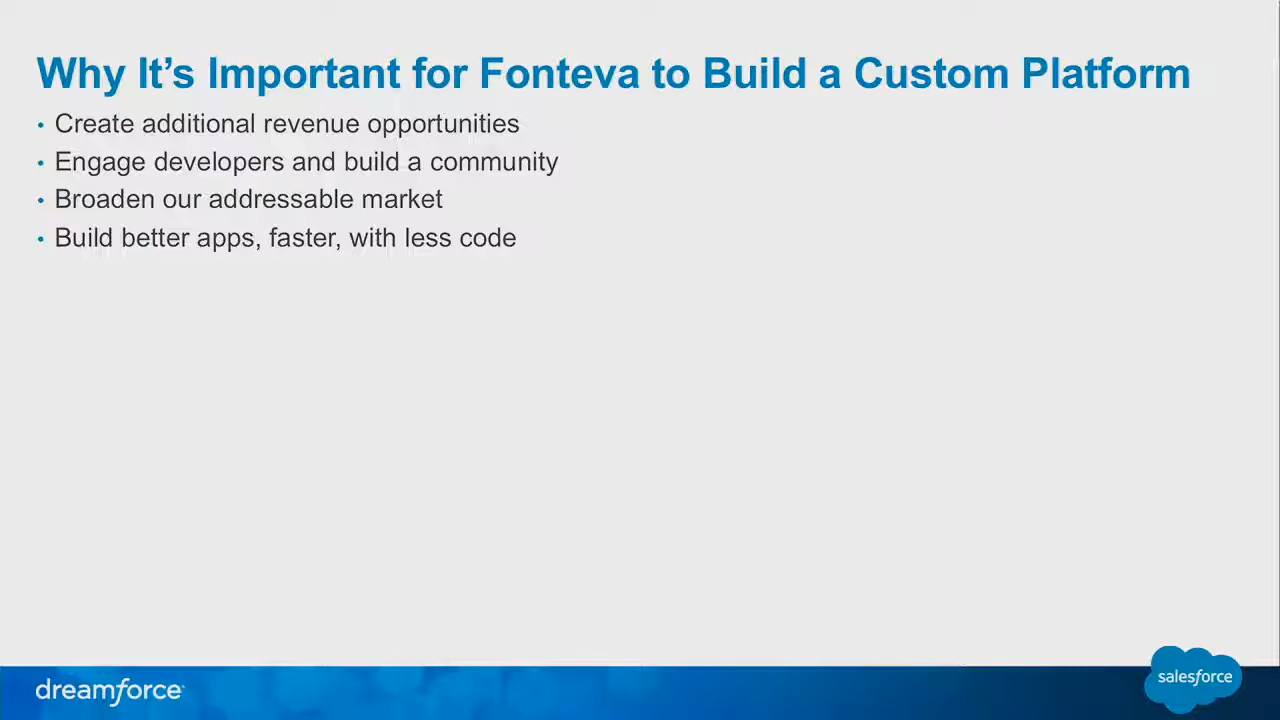 Why It's Important for Fonteva to Build a Custom Platform
• Create additional revenue opportunities
• Engage developers and build a community
• Broaden our addressable market
• Build better apps, faster, with less code
dreamforce
salesforce